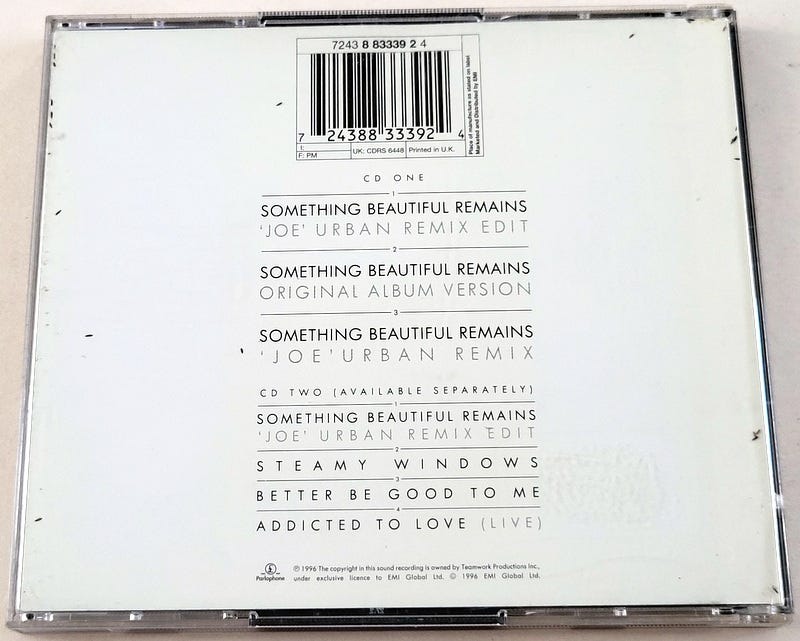 7243 8 83339 2 4
7 24388 33392 4
I:
F: PM
UK: CDRS 6448
Printed in U.K.
Place of manufacture as stated on label
Marketed and Distributed by EMI
CD ONE
1
SOMETHING BEAUTIFUL REMAINS
'JOE' URBAN REMIX EDIT
2
SOMETHING BEAUTIFUL REMAINS
ORIGINAL ALBUM VERSION
3
SOMETHING BEAUTIFUL REMAINS
'JOE' URBAN REMIX
CD TWO (AVAILABLE SEPARATELY)
1
SOMETHING BEAUTIFUL REMAINS
'JOE' URBAN REMIX EDIT
2
STEAMY WINDOWS
3
BETTER BE GOOD TO ME
4
ADDICTED TO LOVE (LIVE)
Parlophone
℗ 1996 The copyright in this sound recording is owned by Teamwork Productions Inc.,
under exclusive licence to EMI Global Ltd. © 1996 EMI Global Ltd.